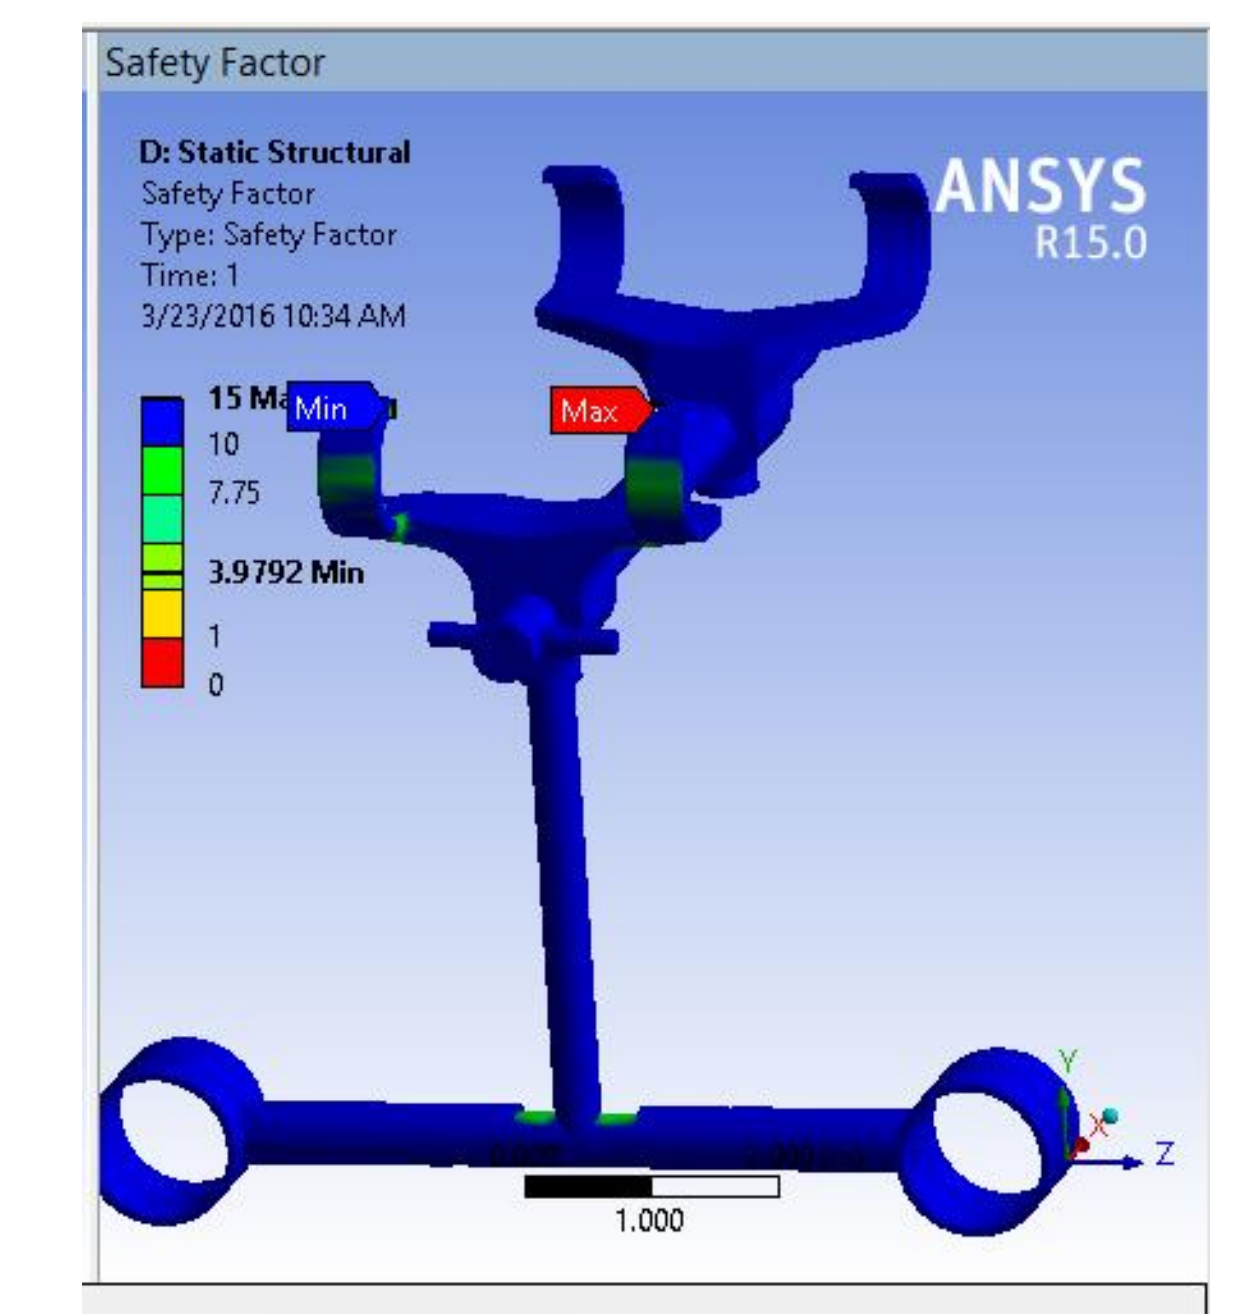 Safety Factor
D: Static Structural
Safety Factor
Type: Safety Factor
Time: 1
3/23/2016 10:34 AM
ANSYS
R15.0
15
Min
Max
10
7.75
3.9792 Min
1
0
Y
X
Z
1.000